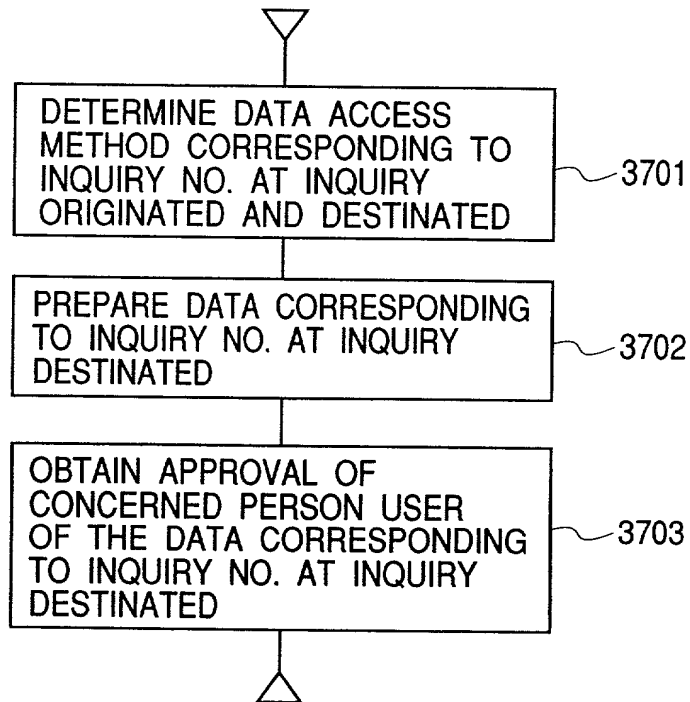 DETERMINE DATA ACCESS
METHOD CORRESPONDING TO
INQUIRY NO. AT INQUIRY
ORIGINATED AND DESTINATED
3701
PREPARE DATA CORRESPONDING
TO INQUIRY NO. AT INQUIRY
DESTINATED
3702
OBTAIN APPROVAL OF
CONCERNED PERSON USER
OF THE DATA CORRESPONDING
TO INQUIRY NO. AT INQUIRY
DESTINATED
3703